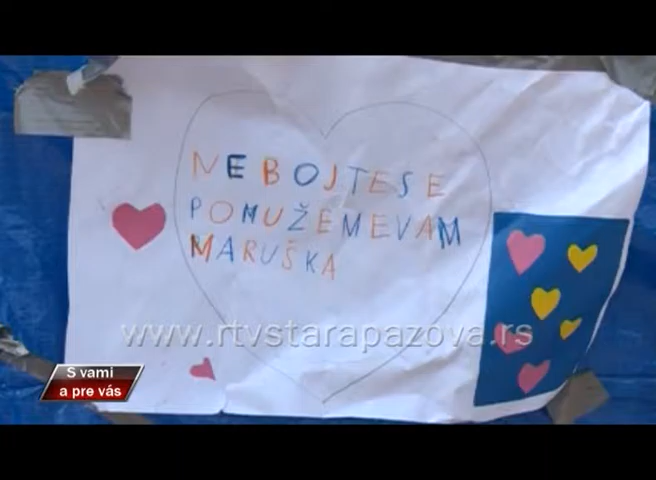 NEBOJTESE
POMUŽEMEVAM
MARUŠKA
www.rtvstarapazova.rs
S vami
a pre vás